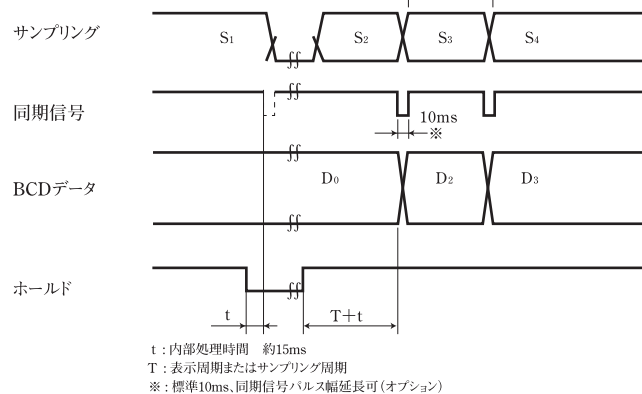 サンプリング
S1
S2
S3
S4
同期信号
10ms
※
BCDデータ
D0
D2
D3
ホールド
t
T+t
t：内部処理時間　約15ms
T：表示周期またはサンプリング周期
※：標準10ms、同期信号パルス幅延長可（オプション）